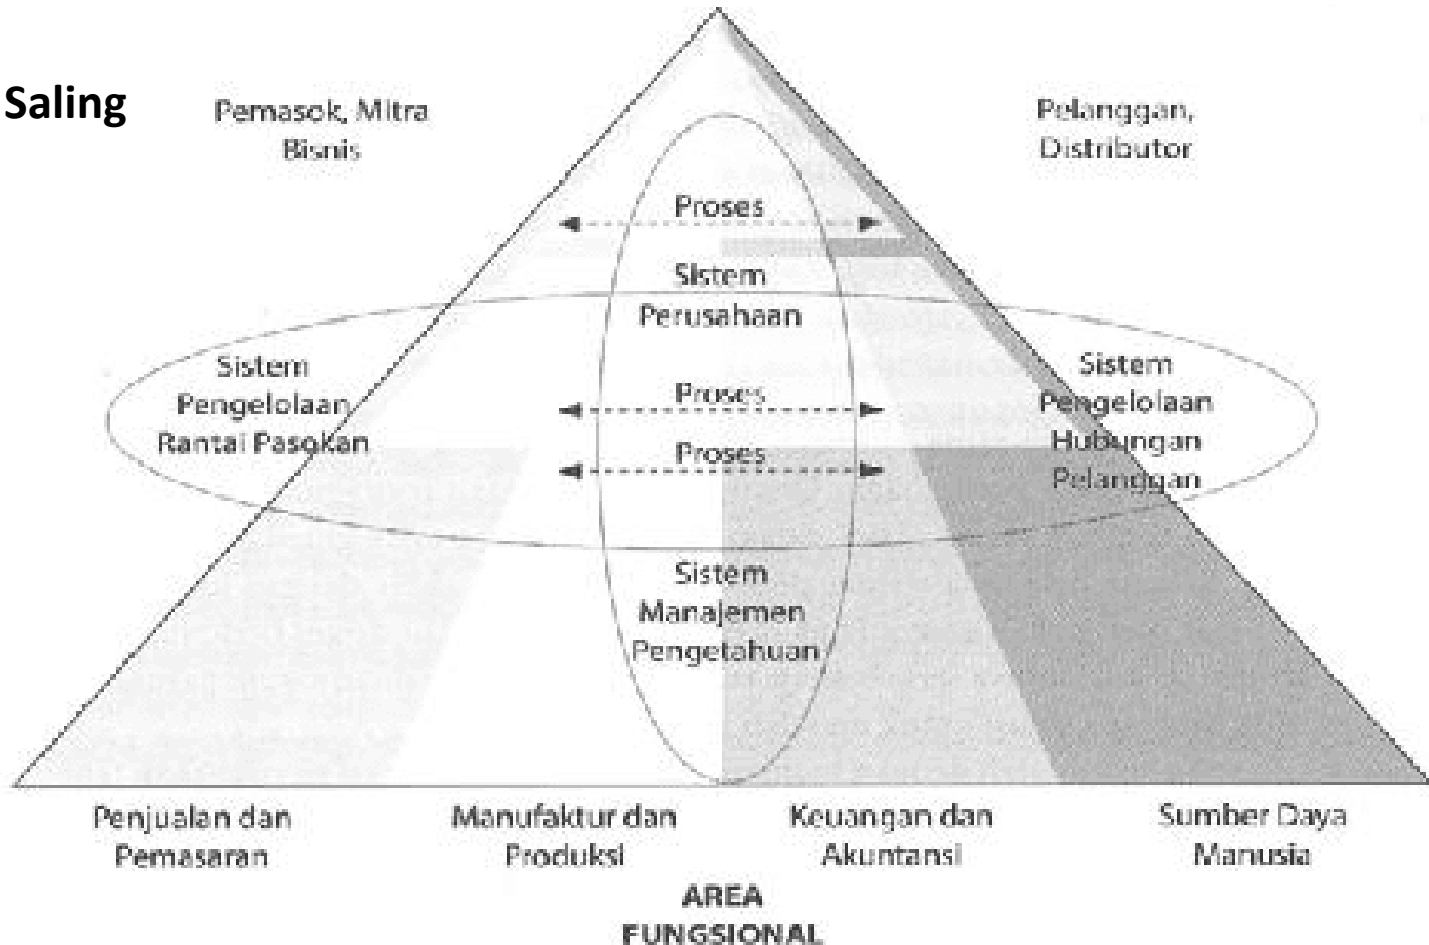 Saling
Pemasok, Mitra
Bisnis
Pelanggan,
Distributor
Proses
Sistem
Perusahaan
Sistem
Pengelolaan
Rantai Pasokan
Proses
Proses
Sistem
Pengelolaan
Hubungan
Pelanggan
Sistem
Manajemen
Pengetahuan
Penjualan dan
Pemasaran
Manufaktur dan
Produksi
Keuangan dan
Akuntansi
Sumber Daya
Manusia
AREA
FUNGSIONAL